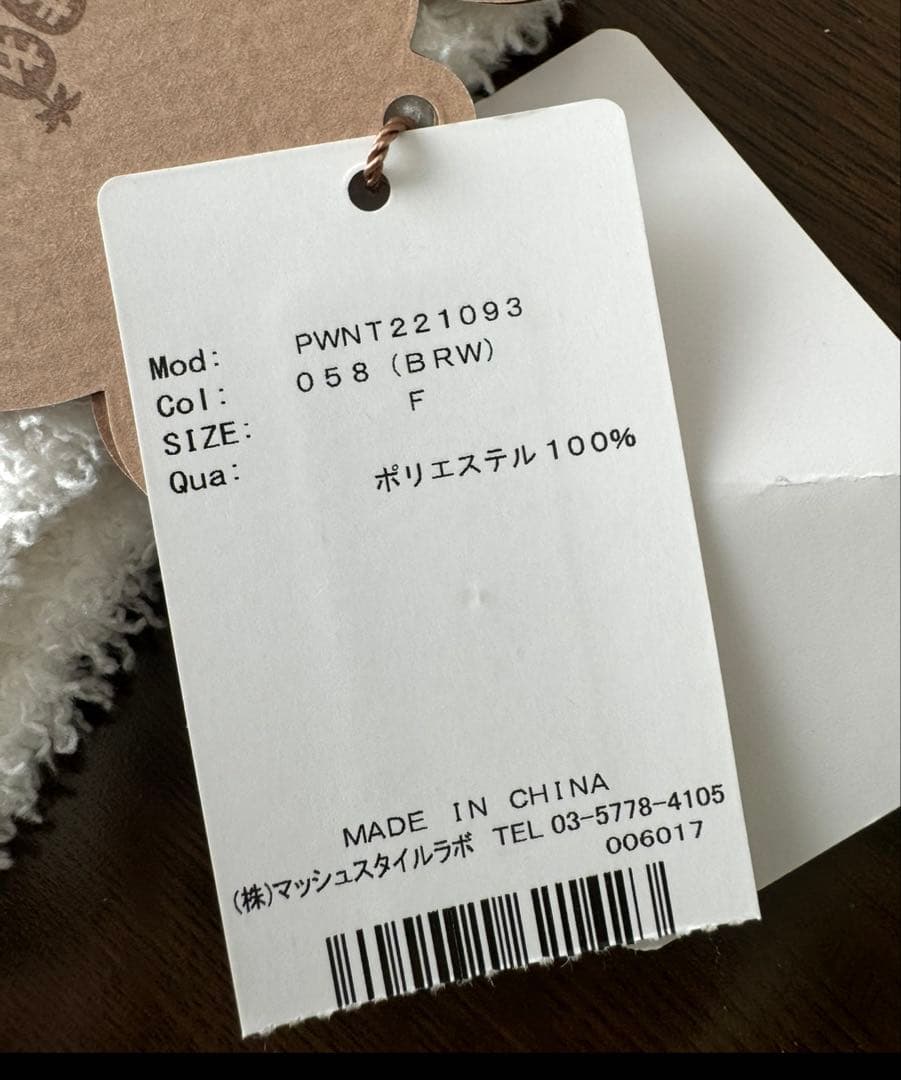 Mod: PWNT221093
Col: 058 (BRW)
SIZE: F
Qua: ポリエステル100%
MADE IN CHINA
(株)マッシュスタイルラボ TEL 03-5778-4105
006017